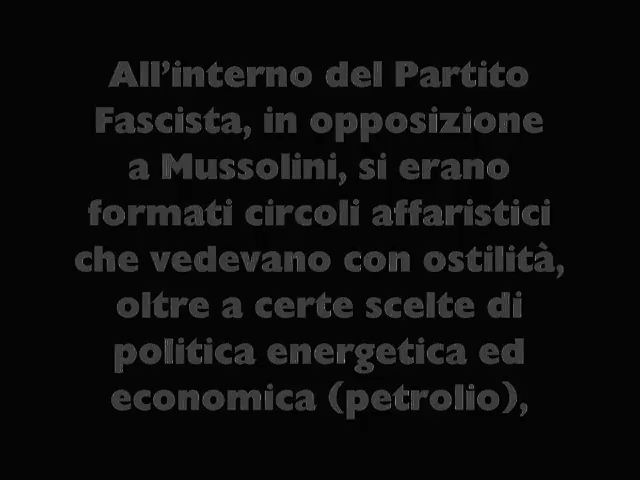 All’interno del Partito
Fascista, in opposizione
a Mussolini, si erano
formati circoli affaristici
che vedevano con ostilità,
oltre a certe scelte di
politica energetica ed
economica (petrolio),